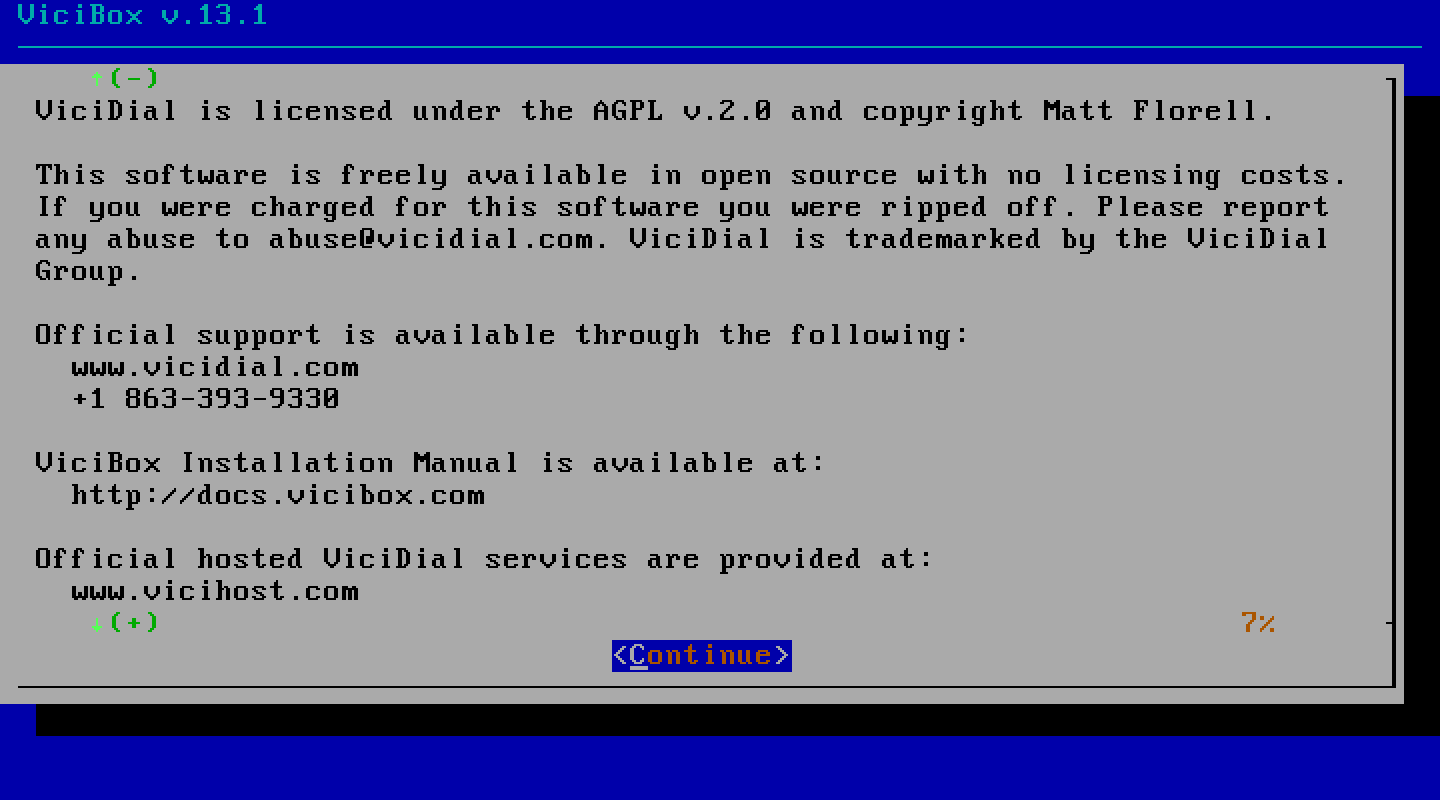 ViciBox v.13.1
↑(-)
ViciDial is licensed under the AGPL v.2.0 and copyright Matt Florell.
This software is freely available in open source with no licensing costs.
If you were charged for this software you were ripped off. Please report
any abuse to abuse@vicidial.com. ViciDial is trademarked by the ViciDial
Group.
Official support is available through the following:
www.vicidial.com
+1 863-393-9330
ViciBox Installation Manual is available at:
http://docs.vicibox.com
Official hosted ViciDial services are provided at:
www.vicihost.com
↓(+) 7%
<Continue>